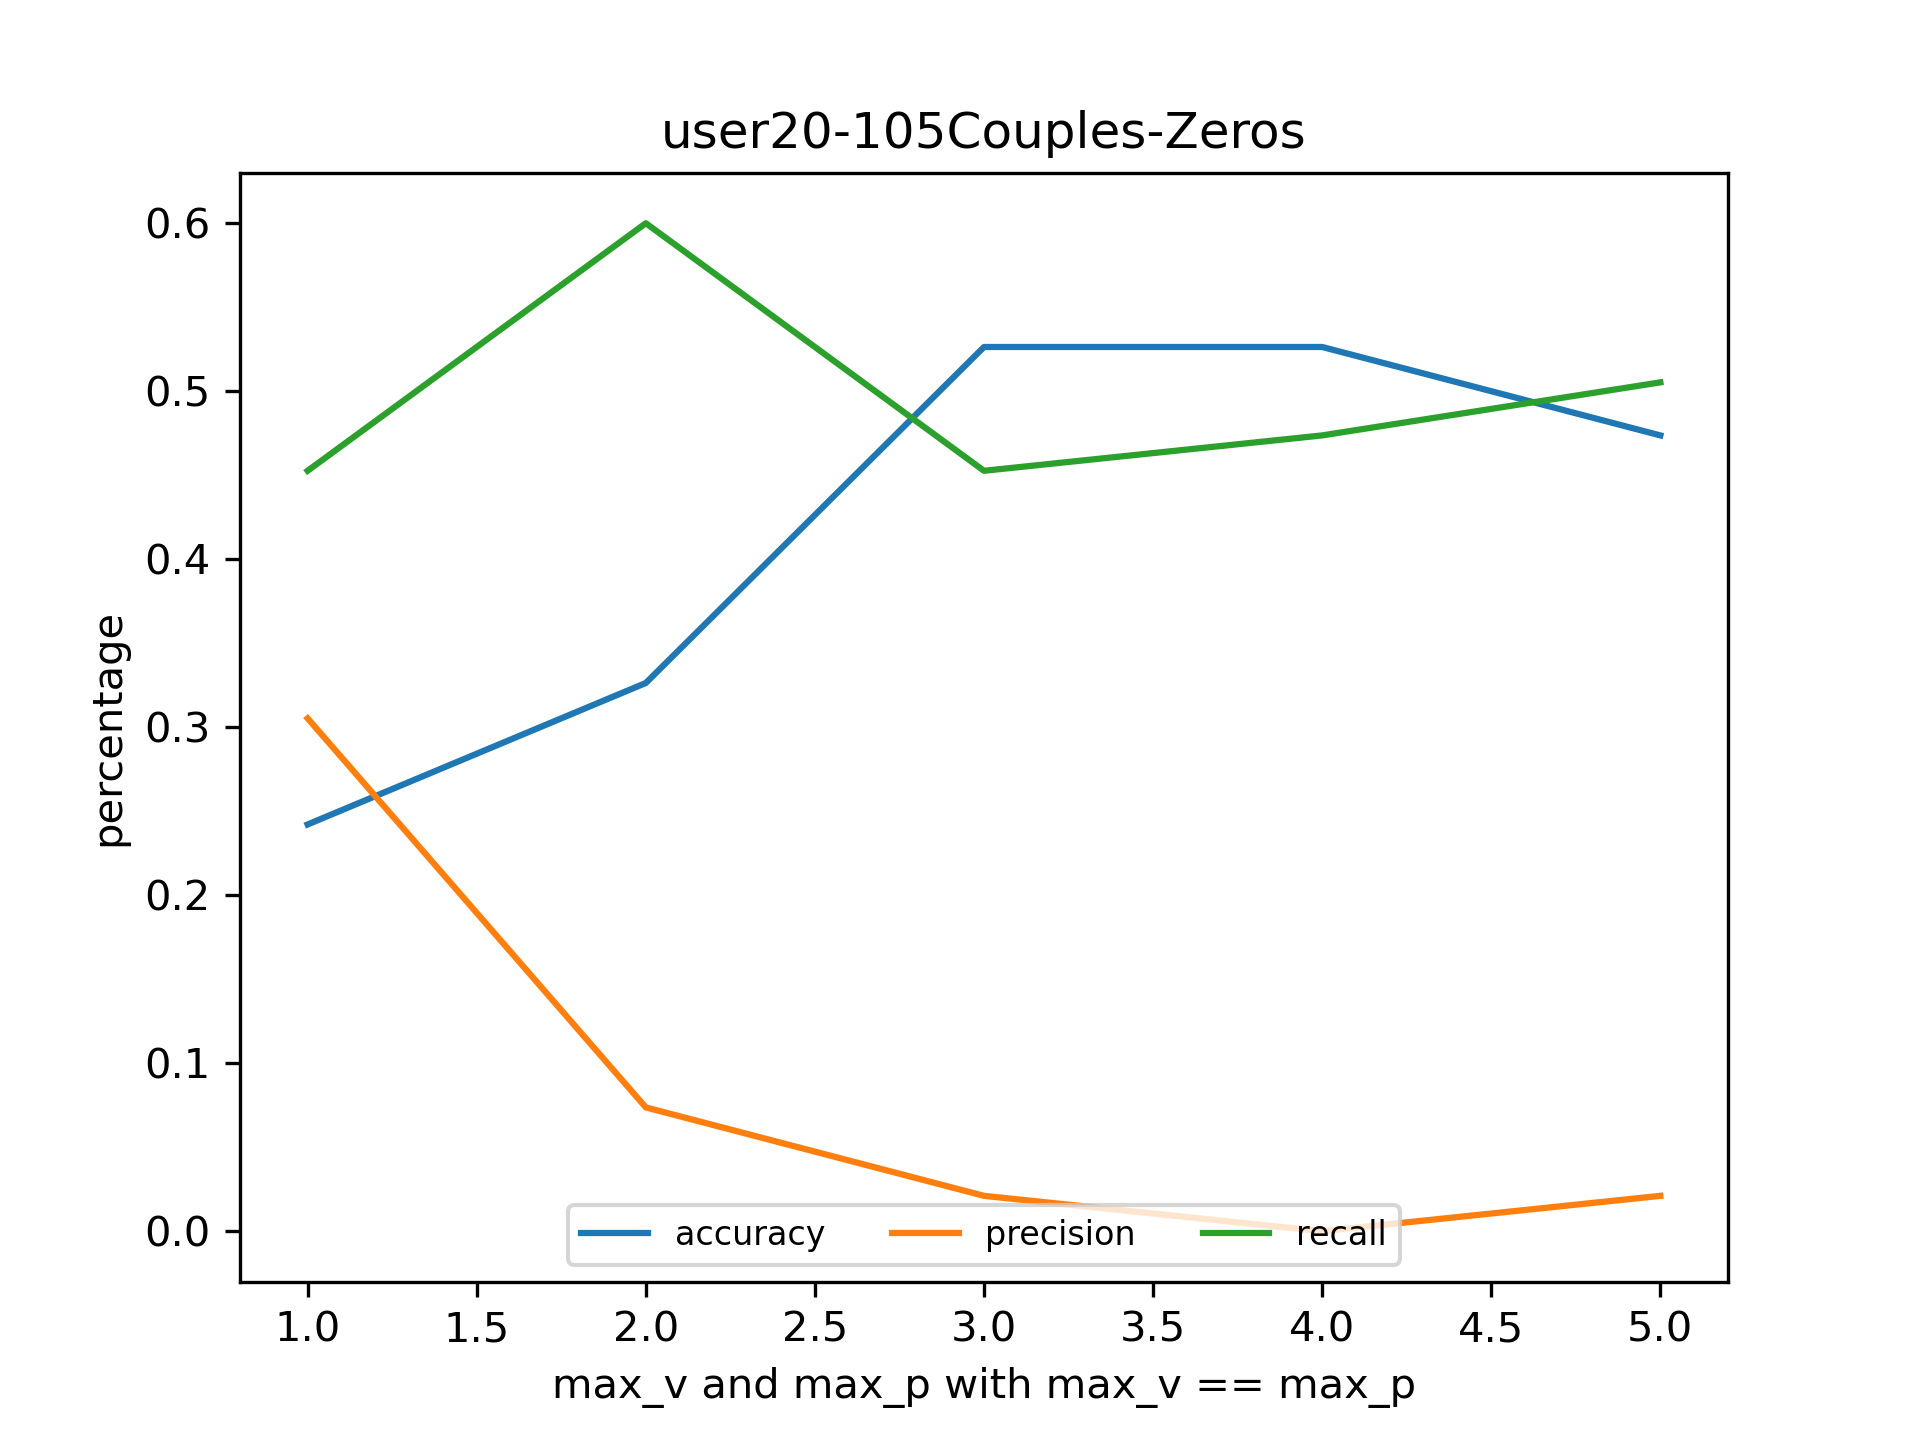 user20-105Couples-Zeros
0.6
0.5
0.4
0.3
0.2
0.1
0.0
percentage
accuracy precision recall
1.0 1.5 2.0 2.5 3.0 3.5 4.0 4.5 5.0
max_v and max_p with max_v == max_p